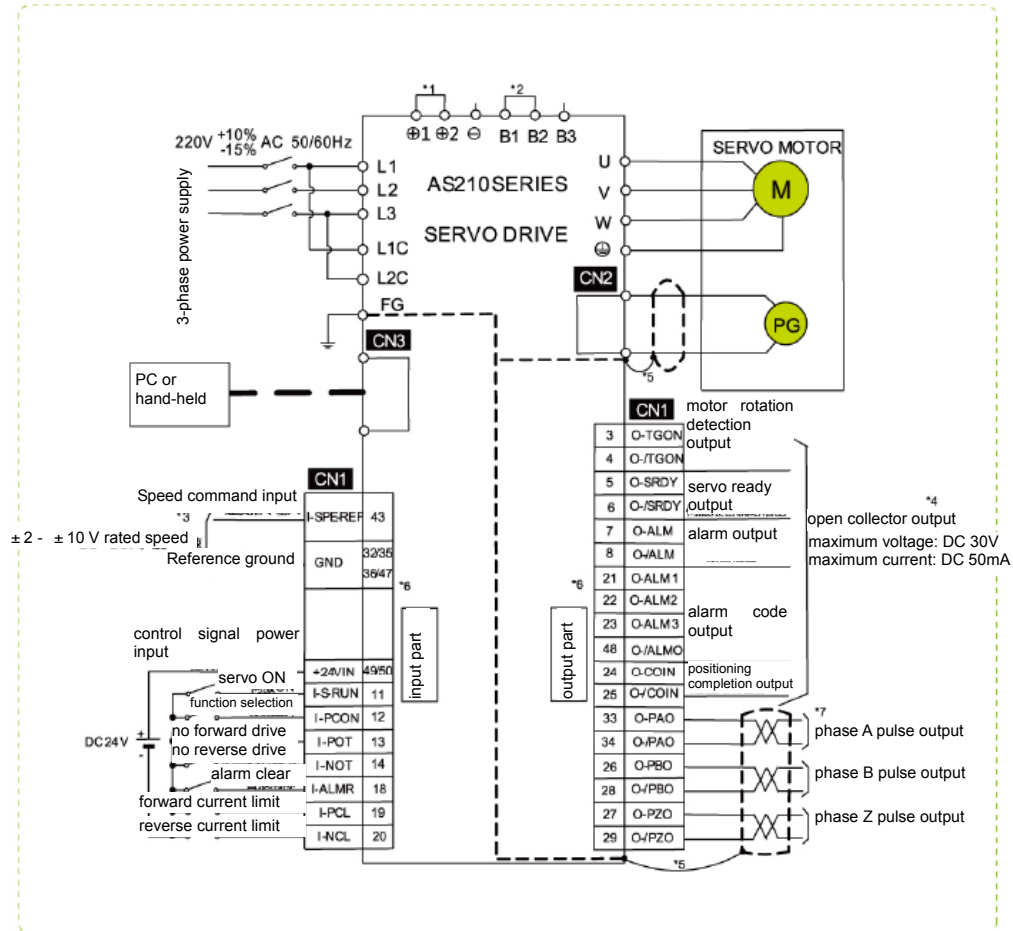 *1
*2
⊕1 ⊕2 ⊖ B1 B2 B3
220V +10% -15% AC 50/60Hz
3-phase power supply
L1
L2
L3
L1C
L2C
FG
AS210SERIES
SERVO DRIVE
U
V
W
SERVO MOTOR
M
CN2
PG
*5
CN3
PC or
hand-held
CN1
Speed command input
*3
I-SPE-REF 43
± 2 - ± 10 V rated speed
Reference ground
GND 32/35
36/47
*6
input part
control signal power
input
+24VIN 49/50
servo ON
I-S-RUN 11
function selection
I-PCON 12
no forward drive
DC24V + -
I-POT 13
no reverse drive
I-NOT 14
alarm clear
I-ALMR 18
forward current limit
I-PCL 19
reverse current limit
I-NCL 20
CN1
motor rotation
detection
output
3 O-TGON
4 O-/TGON
5 O-SRDY
servo ready
output
6 O-/SRDY
7 O-ALM
alarm output
8 O-/ALM
*4
open collector output
maximum voltage: DC 30V
maximum current: DC 50mA
*6
output part
21 O-ALM1
22 O-ALM2
alarm code
output
23 O-ALM3
48 O-/ALMO
24 O-COIN
positioning
completion output
25 O-/COIN
*7
33 O-PAO
phase A pulse output
34 O-/PAO
26 O-PBO
phase B pulse output
28 O-/PBO
27 O-PZO
phase Z pulse output
29 O-/PZO
*5